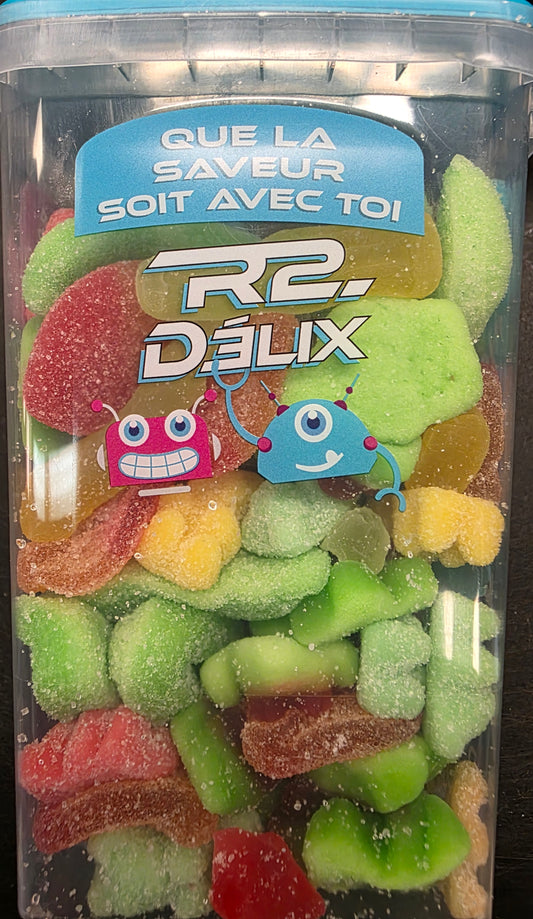 QUE LA
SAVEUR
SOIT AVEC TOI
R2.
DÉLIX